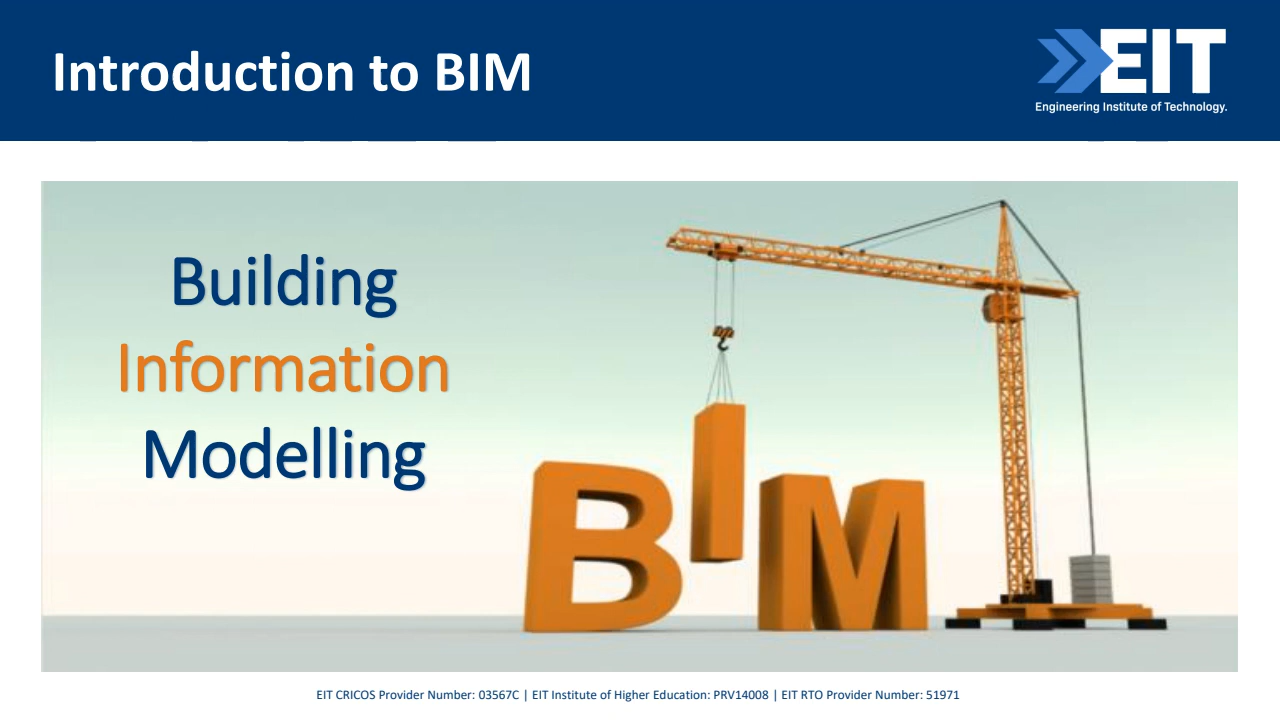 Introduction to BIM
EIT
Engineering Institute of Technology.
Building
Information
Modelling
BIM
EIT CRICOS Provider Number: 03567C | EIT Institute of Higher Education: PRV14008 | EIT RTO Provider Number: 51971